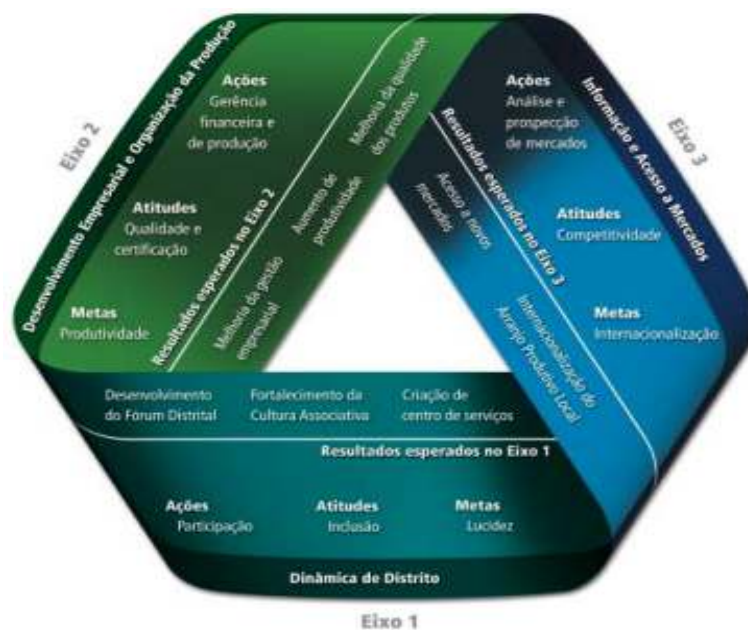 Eixo 2
Desenvolvimento Empresarial e Organização da Produção
Ações
Gerência
financeira e
de produção
Atitudes
Qualidade e
certificação
Metas
Produtividade
Resultados esperados no Eixo 2
Melhoria da qualidade
dos produtos
Aumento de
produtividade
Melhoria da gestão
empresarial
Eixo 3
Informação e Acesso a Mercados
Ações
Análise e
prospecção
de mercados
Atitudes
Competitividade
Metas
Internacionalização
Resultados esperados no Eixo 3
Acesso a novos
mercados
Internacionalização do
Arranjo Produtivo Local
Desenvolvimento
do Fórum Distrital
Fortalecimento da
Cultura Associativa
Criação de
centro de serviços
Resultados esperados no Eixo 1
Ações
Participação
Atitudes
Inclusão
Metas
Lucidez
Dinâmica de Distrito
Eixo 1